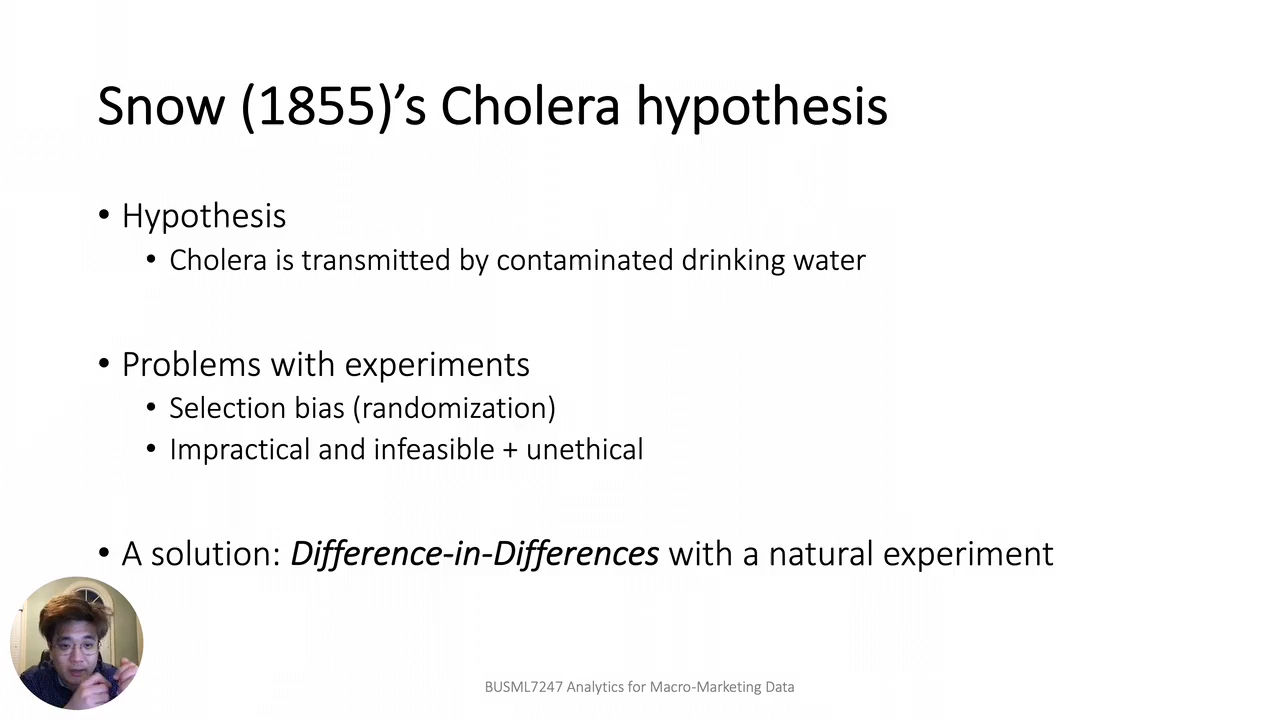 Snow (1855)’s Cholera hypothesis
• Hypothesis
• Cholera is transmitted by contaminated drinking water
• Problems with experiments
• Selection bias (randomization)
• Impractical and infeasible + unethical
• A solution: Difference-in-Differences with a natural experiment
BUSML7247 Analytics for Macro-Marketing Data